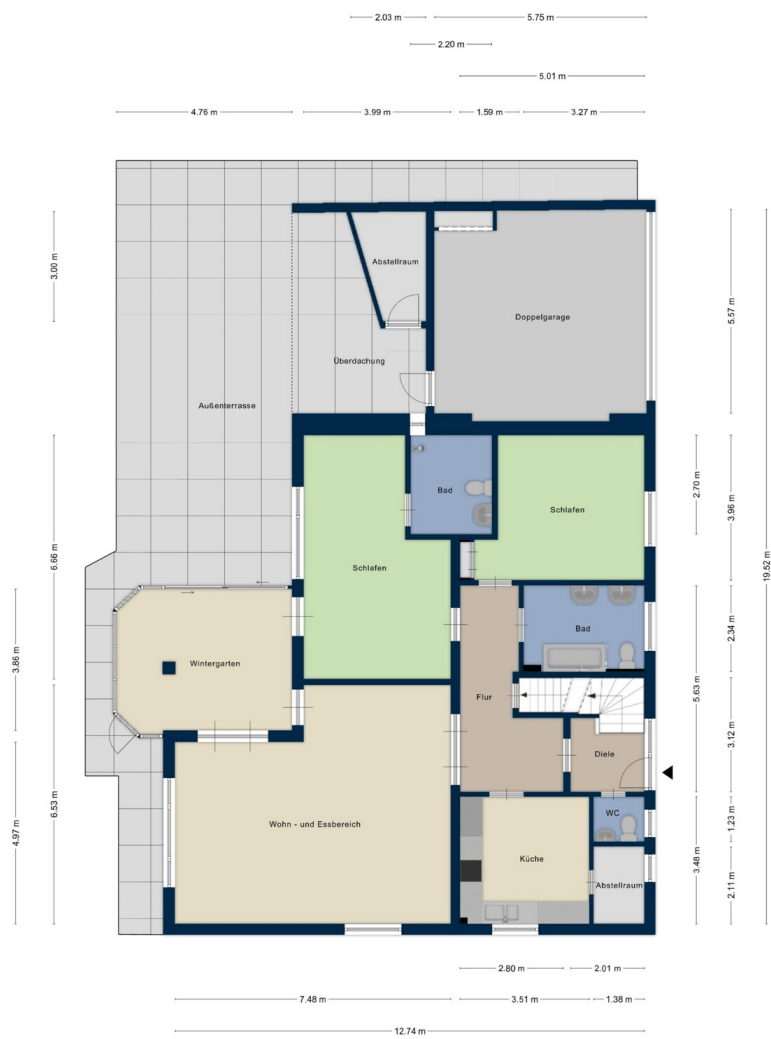 2.03 m
5.75 m
2.20 m
5.01 m
4.76 m
3.99 m
1.59 m
3.27 m
Abstellraum
3.00 m
Doppelgarage
5.57 m
Überdachung
Außenterrasse
Bad
Schlafen
2.70 m
3.96 m
6.66 m
Schlafen
19.52 m
Bad
2.34 m
3.86 m
Wintergarten
Flur
5.63 m
Diele
3.12 m
Wohn - und Essbereich
WC
1.23 m
6.53 m
4.97 m
Küche
3.48 m
Abstellraum
2.11 m
2.80 m
2.01 m
7.48 m
3.51 m
1.38 m
12.74 m